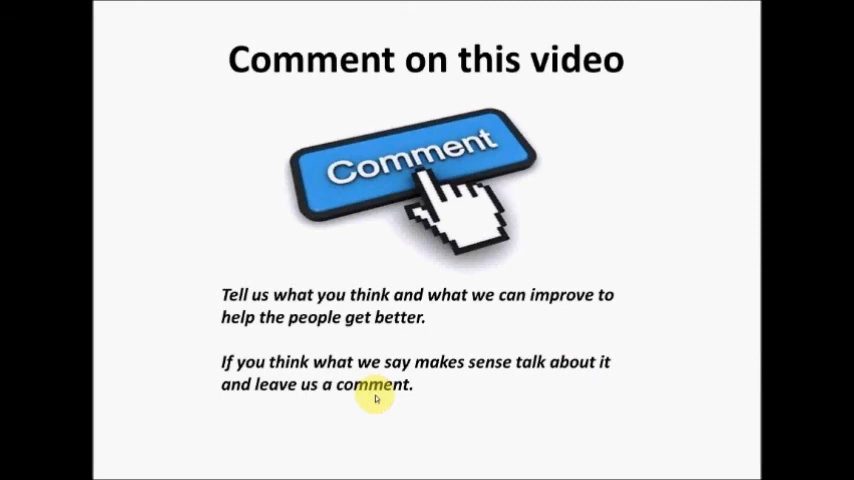 Comment on this video
Comment
Tell us what you think and what we can improve to
help the people get better.
If you think what we say makes sense talk about it
and leave us a comment.